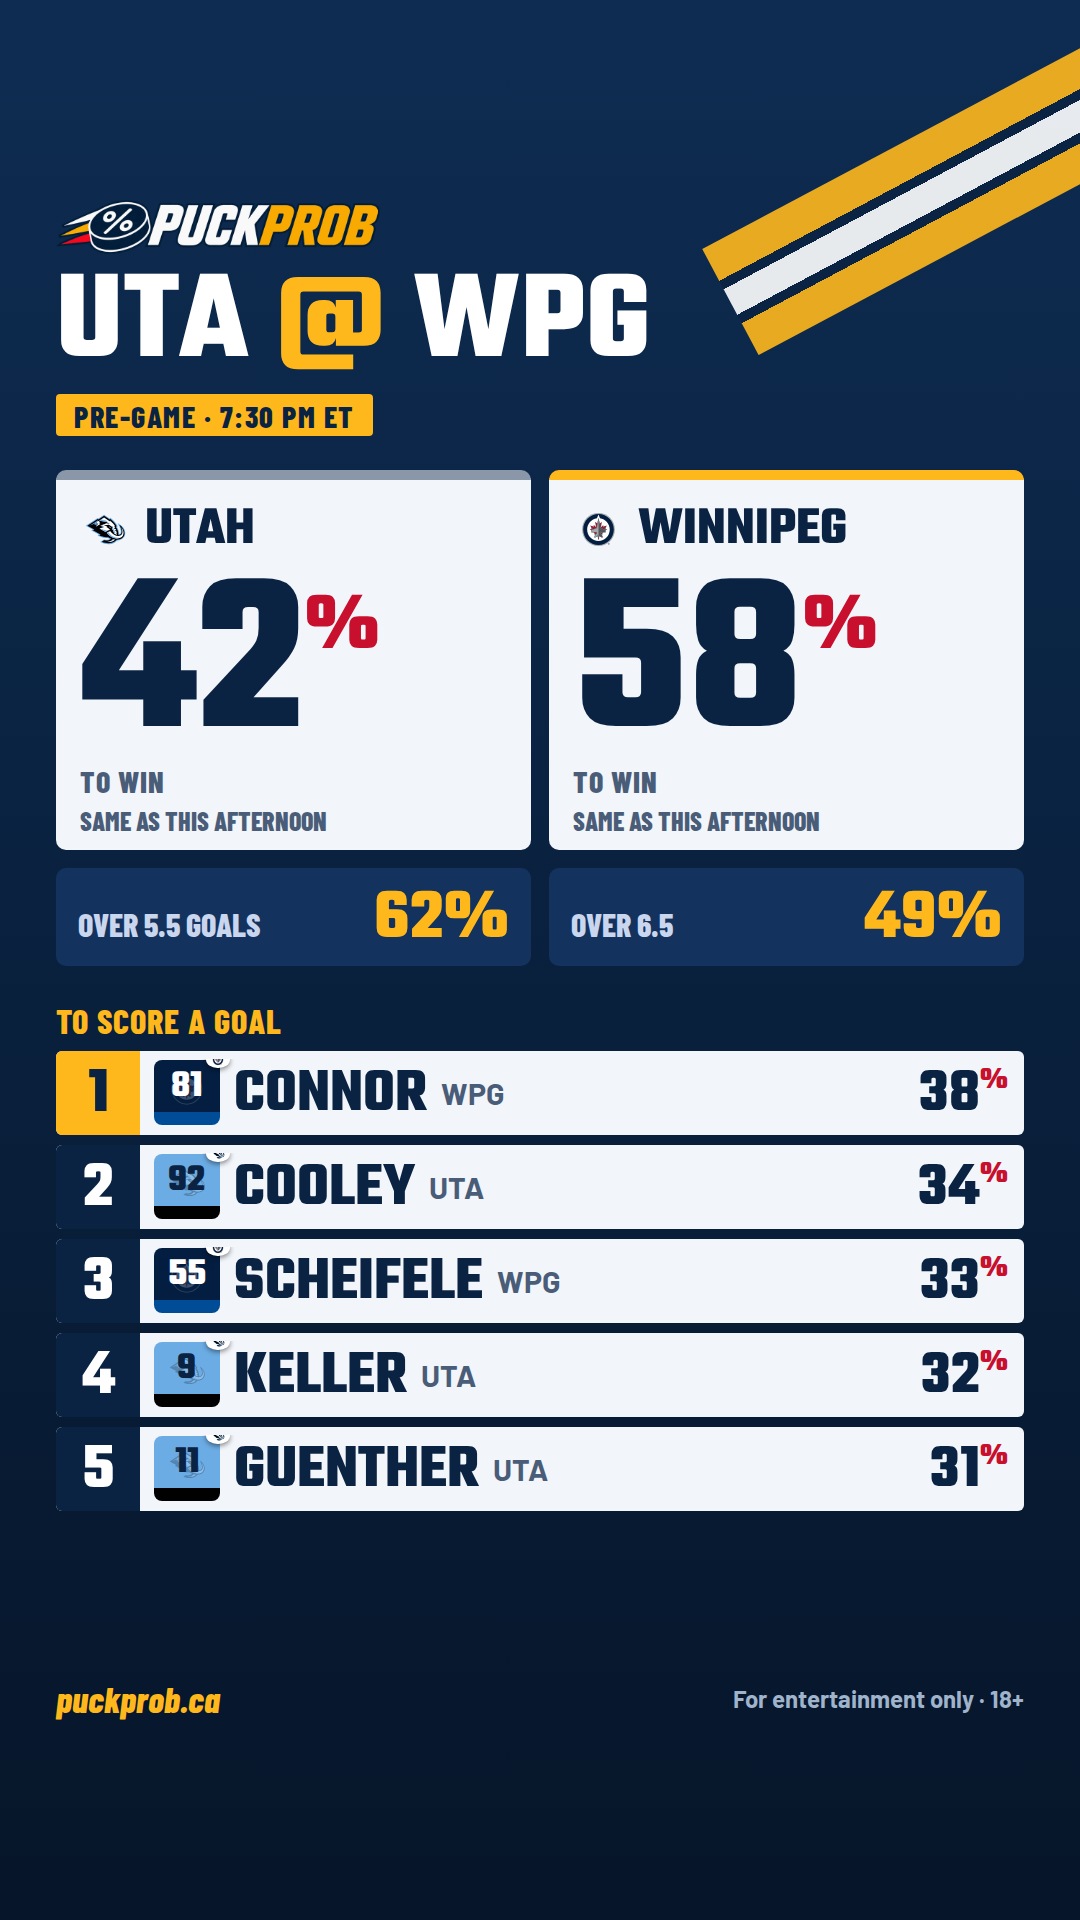 % PUCKPROB
UTA @ WPG
PRE-GAME · 7:30 PM ET
UTAH
42%
TO WIN
SAME AS THIS AFTERNOON
WINNIPEG
58%
TO WIN
SAME AS THIS AFTERNOON
OVER 5.5 GOALS 62%
OVER 6.5 49%
TO SCORE A GOAL
1 81 CONNOR WPG 38%
2 92 COOLEY UTA 34%
3 55 SCHEIFELE WPG 33%
4 9 KELLER UTA 32%
5 11 GUENTHER UTA 31%
puckprob.ca
For entertainment only · 18+